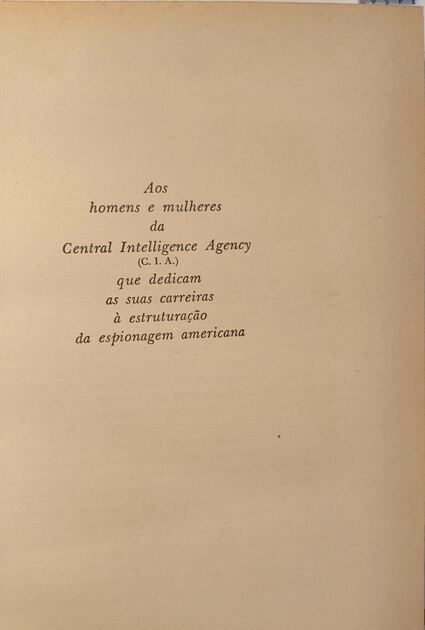 Aos
homens e mulheres
da
Central Intelligence Agency
(C. I. A.)
que dedicam
as suas carreiras
à estruturação
da espionagem americana